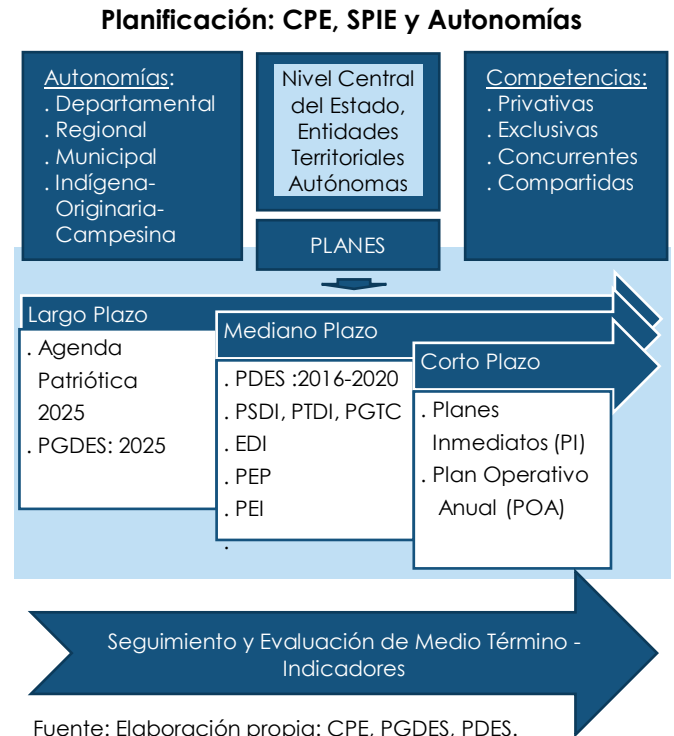 Planificación: CPE, SPIE y Autonomías
Autonomías:
. Departamental
. Regional
. Municipal
. Indígena-
Originaria-
Campesina
Nivel Central
del Estado,
Entidades
Territoriales
Autónomas
Competencias:
. Privativas
. Exclusivas
. Concurrentes
. Compartidas
PLANES
Largo Plazo
. Agenda
Patriótica
2025
. PGDES: 2025
Mediano Plazo
. PDES :2016-2020
. PSDI, PTDI, PGTC
. EDI
. PEP
. PEI
.
Corto Plazo
. Planes
Inmediatos (PI)
. Plan Operativo
Anual (POA)
Seguimiento y Evaluación de Medio Término -
Indicadores
Fuente: Elaboración propia: CPE, PGDES, PDES.